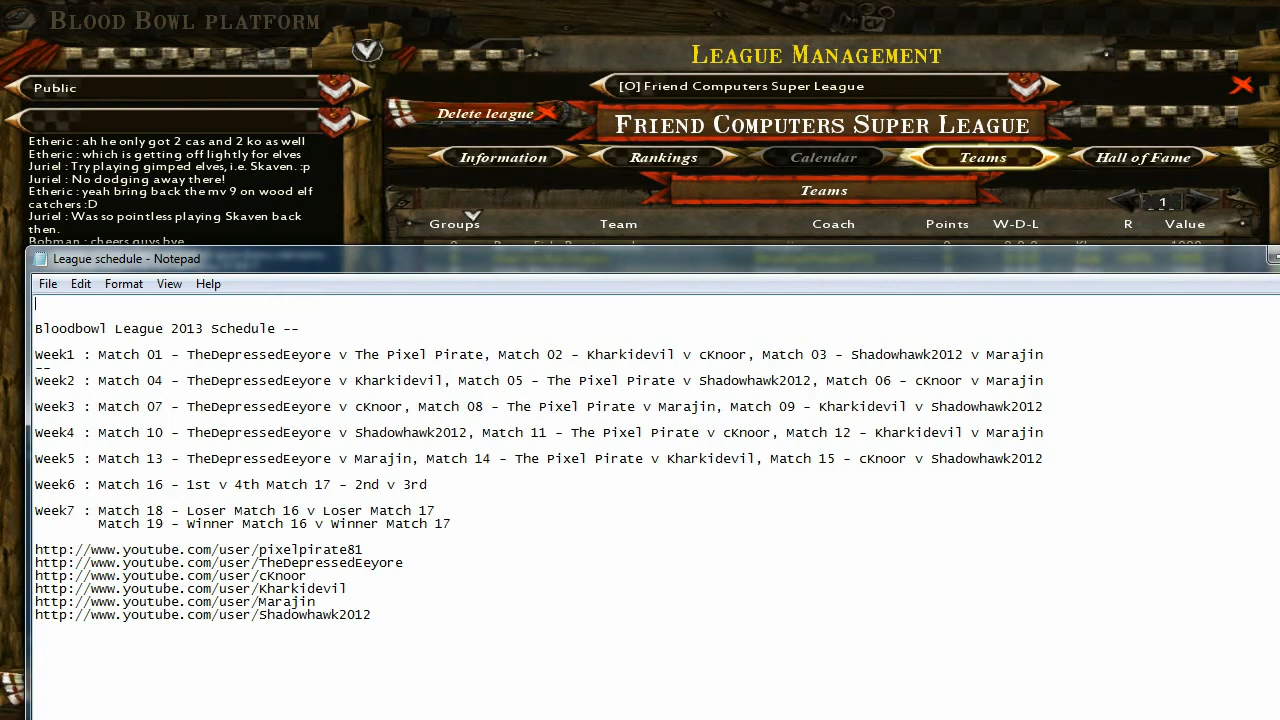 BLOOD BOWL PLATFORM
LEAGUE MANAGEMENT
Public
[O] Friend Computers Super League
Delete league
FRIEND COMPUTERS SUPER LEAGUE
Information
Rankings
Calendar
Teams
Hall of Fame
Etheric : ah he only got 2 cas and 2 ko as well
Etheric : which is getting off lightly for elves
Juriel : Try playing gimped elves, i.e. Skaven. :p
Juriel : No dodging away there!
Etheric : yeah bring back the mv 9 on wood elf
catchers :D
Juriel : Was so pointless playing Skaven back
then.
Bobman : cheers guys bye
Teams
1
Groups Team Coach Points W-D-L R Value
League schedule - Notepad
File Edit Format View Help
Bloodbowl League 2013 Schedule --
Week1 : Match 01 - TheDepressedEeyore v The Pixel Pirate, Match 02 - Kharkidevil v cKnoor, Match 03 - Shadowhawk2012 v Marajin
--
Week2 : Match 04 - TheDepressedEeyore v Kharkidevil, Match 05 - The Pixel Pirate v Shadowhawk2012, Match 06 - cKnoor v Marajin
Week3 : Match 07 - TheDepressedEeyore v cKnoor, Match 08 - The Pixel Pirate v Marajin, Match 09 - Kharkidevil v Shadowhawk2012
Week4 : Match 10 - TheDepressedEeyore v Shadowhawk2012, Match 11 - The Pixel Pirate v cKnoor, Match 12 - Kharkidevil v Marajin
Week5 : Match 13 - TheDepressedEeyore v Marajin, Match 14 - The Pixel Pirate v Kharkidevil, Match 15 - cKnoor v Shadowhawk2012
Week6 : Match 16 - 1st v 4th Match 17 - 2nd v 3rd
Week7 : Match 18 - Loser Match 16 v Loser Match 17
Match 19 - Winner Match 16 v Winner Match 17
http://www.youtube.com/user/pixelpirate81
http://www.youtube.com/user/TheDepressedEeyore
http://www.youtube.com/user/cKnoor
http://www.youtube.com/user/Kharkidevil
http://www.youtube.com/user/Marajin
http://www.youtube.com/user/Shadowhawk2012